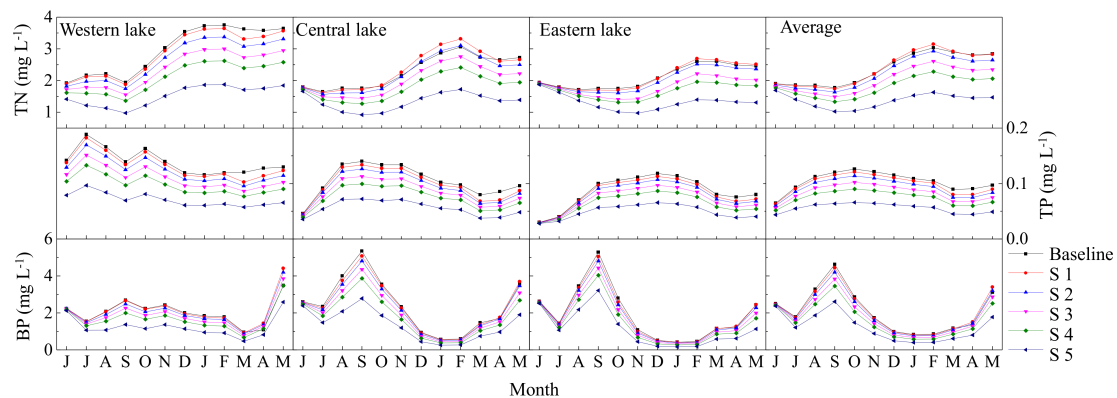 Western lake
Central lake
Eastern lake
Average
TN (mg L⁻¹)
4
3
2
1
TP (mg L⁻¹)
0.2
0.1
0.0
BP (mg L⁻¹)
6
4
2
0
J J A S O N D J F M A M
J J A S O N D J F M A M
J J A S O N D J F M A M
J J A S O N D J F M A M
Month
Baseline
S 1
S 2
S 3
S 4
S 5